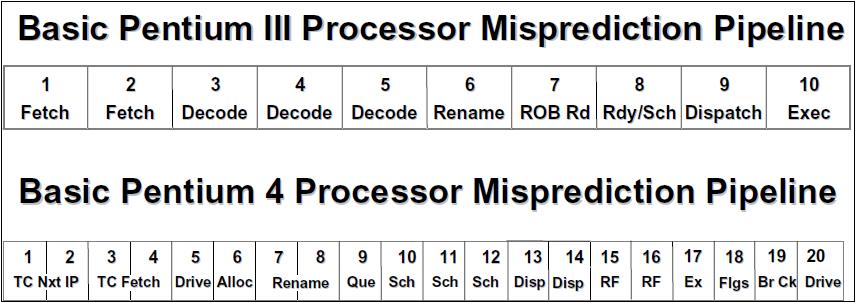 Basic Pentium III Processor Misprediction Pipeline
1 2 3 4 5 6 7 8 9 10
Fetch Fetch Decode Decode Decode Rename ROB Rd Rdy/Sch Dispatch Exec
Basic Pentium 4 Processor Misprediction Pipeline
1 2 3 4 5 6 7 8 9 10 11 12 13 14 15 16 17 18 19 20
TC Nxt IP TC Fetch Drive Alloc Rename Que Sch Sch Sch Disp Disp RF RF Ex Flgs Br Ck Drive